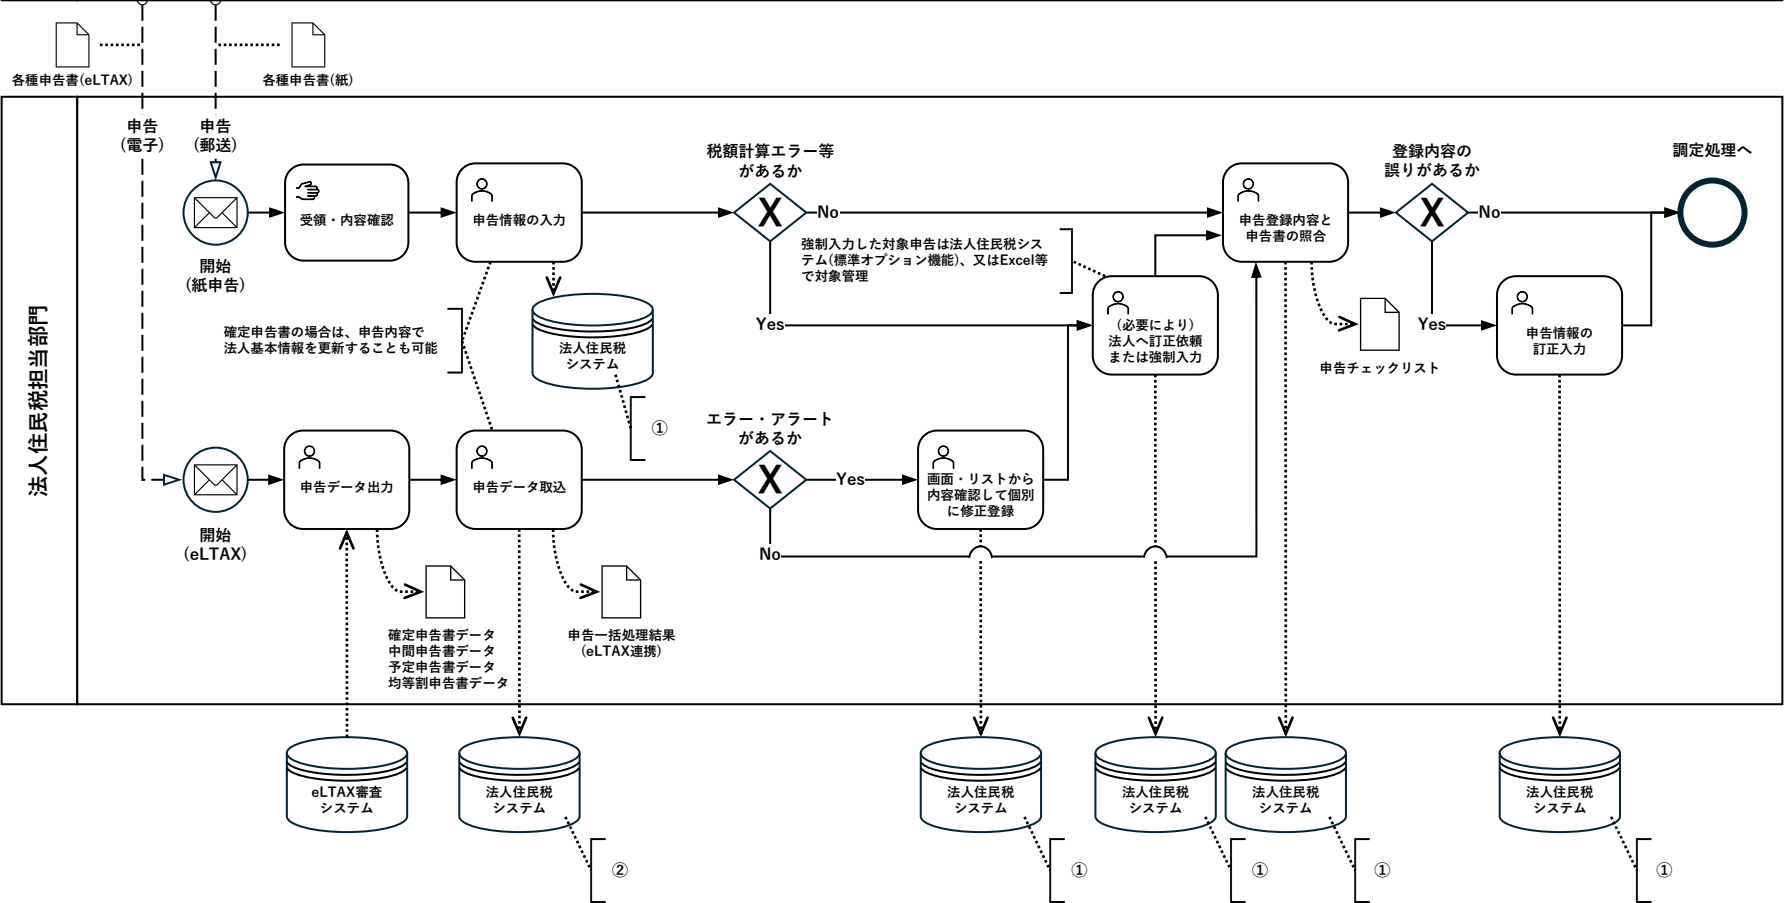 各種申告書(eLTAX)
各種申告書(紙)
申告
(電子)
申告
(郵送)
法人住民税担当部門
開始
(紙申告)
受領・内容確認
申告情報の入力
税額計算エラー等
があるか
X
No
Yes
強制入力した対象申告は法人住民税シス
テム(標準オプション機能)、又はExcel等
で対象管理
申告登録内容と
申告書の照合
登録内容の
誤りがあるか
X
No
Yes
調定処理へ
確定申告書の場合は、申告内容で
法人基本情報を更新することも可能
法人住民税
システム
①
(必要により)
法人へ訂正依頼
または強制入力
申告チェックリスト
申告情報の
訂正入力
開始
(eLTAX)
申告データ出力
申告データ取込
エラー・アラート
があるか
X
Yes
No
画面・リストから
内容確認して個別
に修正登録
確定申告書データ
中間申告書データ
予定申告書データ
均等割申告書データ
申告一括処理結果
(eLTAX連携)
eLTAX審査
システム
法人住民税
システム
②
法人住民税
システム
①
法人住民税
システム
①
法人住民税
システム
①
法人住民税
システム
①